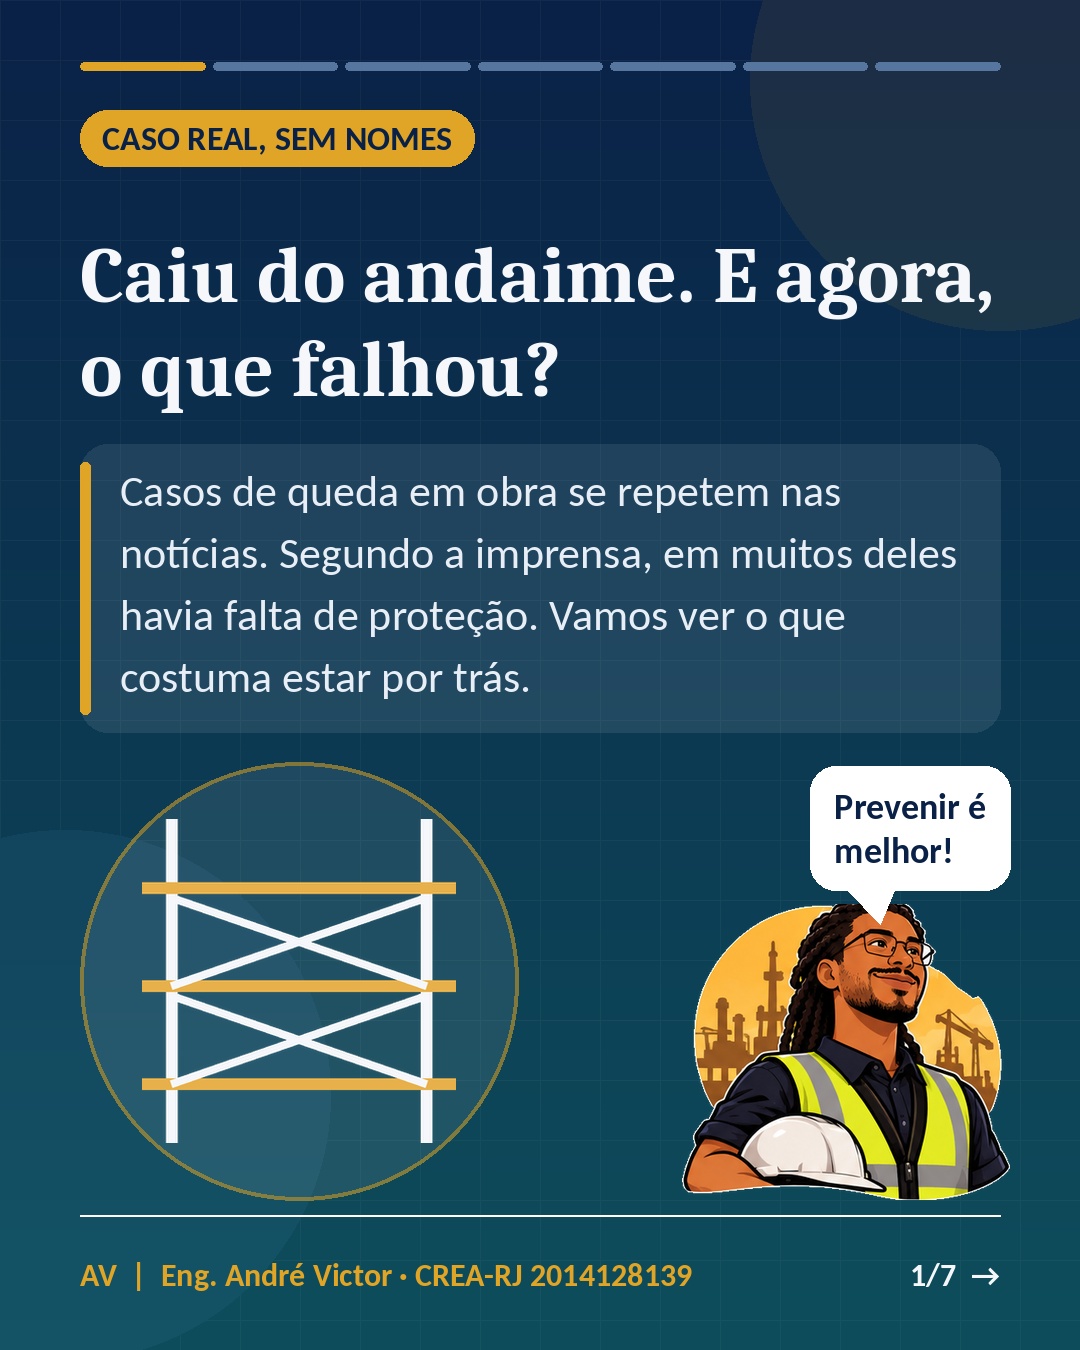 CASO REAL, SEM NOMES
Caiu do andaime. E agora,
o que falhou?
Casos de queda em obra se repetem nas
notícias. Segundo a imprensa, em muitos deles
havia falta de proteção. Vamos ver o que
costuma estar por trás.
Prevenir é
melhor!
AV | Eng. André Victor · CREA-RJ 2014128139
1/7 →